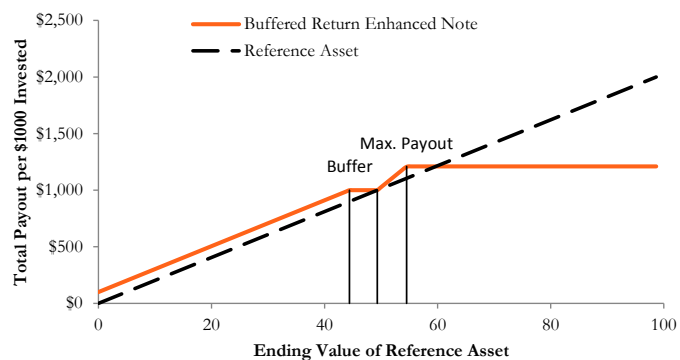 $2,500
Buffered Return Enhanced Note
Reference Asset
$2,000
$1,500
Max. Payout
Buffer
$1,000
$500
$0
Total Payout per $1000 Invested
0 20 40 60 80 100
Ending Value of Reference Asset